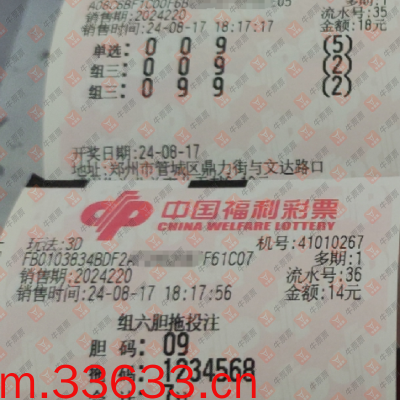 销售期:2024220
流水号:35
销售时间:24-08-17 18:17:17
金额:18元
单选: 0 0 9 (5)
组三: 0 0 9 (2)
组三: 0 9 9 (2)
开奖日期:24-08-17
地址:郑州市管城区鼎力街与文达路口
中国福利彩票
CHINA WELFARE LOTTERY
玩法:3D
机号:41010267
F61C07
多期:1
销售期:2024220
流水号:36
销售时间:24-08-17 18:17:56
金额:14元
组六胆拖投注
胆 码: 09
拖 码: 1234568
m.33633.cn